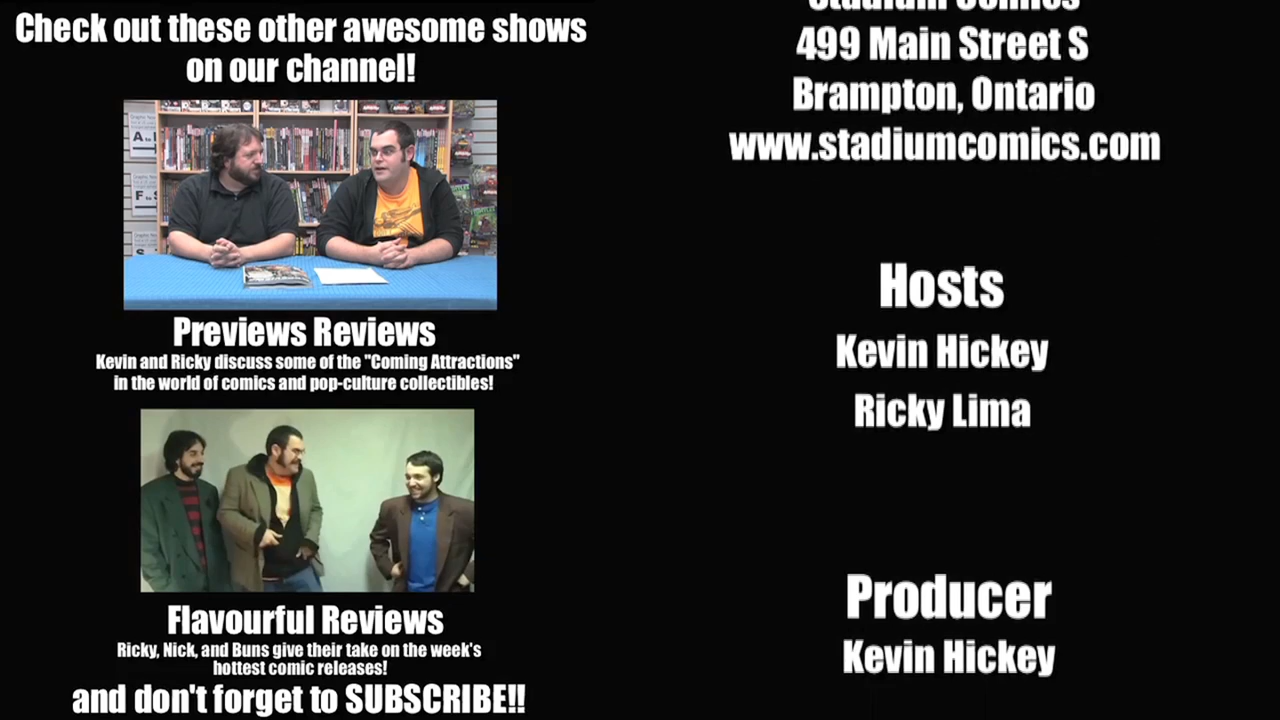 Check out these other awesome shows
on our channel!
Previews Reviews
Kevin and Ricky discuss some of the "Coming Attractions"
in the world of comics and pop-culture collectibles!
Flavourful Reviews
Ricky, Nick, and Buns give their take on the week's
hottest comic releases!
and don't forget to SUBSCRIBE!!
Stadium Comics
499 Main Street S
Brampton, Ontario
www.stadiumcomics.com
Hosts
Kevin Hickey
Ricky Lima
Producer
Kevin Hickey